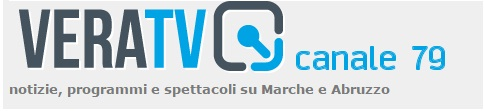 VERATV canale 79
notizie, programmi e spettacoli su Marche e Abruzzo